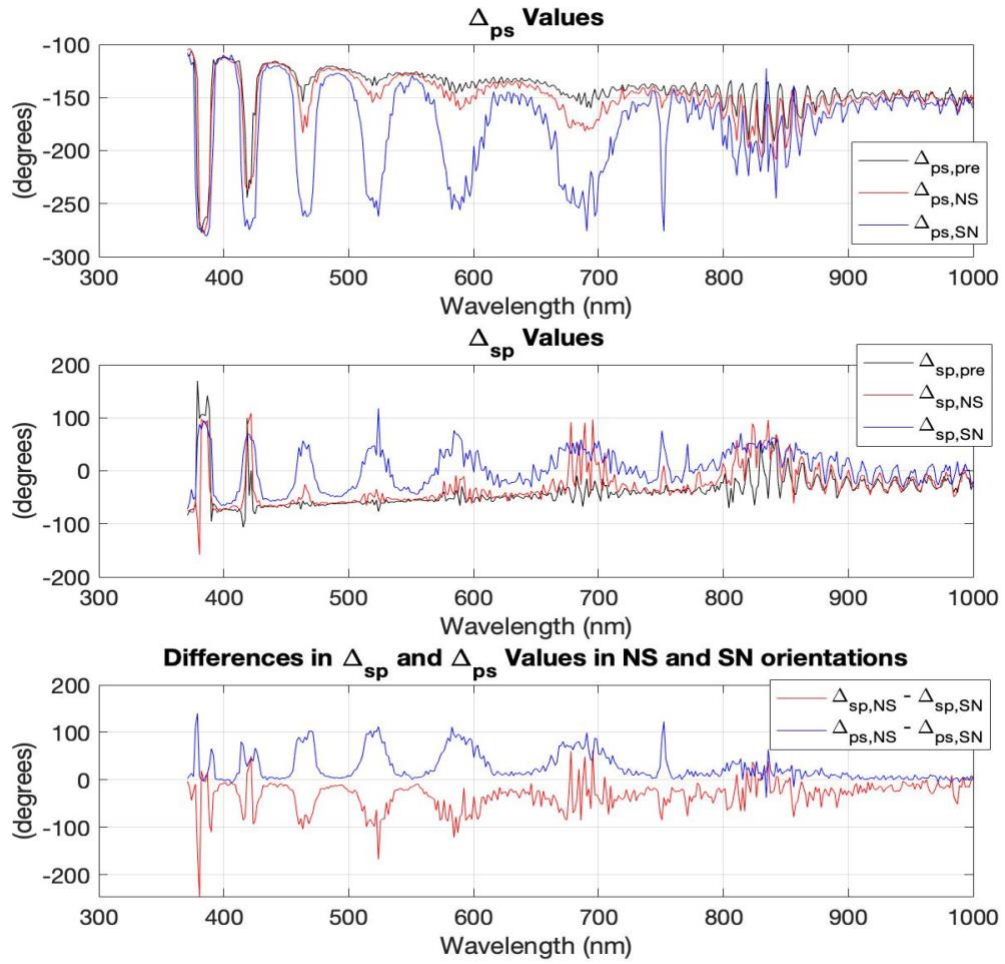 Δps Values
-100
-150
-200
-250
-300
(degrees)
Δps,pre
Δps,NS
Δps,SN
300 400 500 600 700 800 900 1000
Wavelength (nm)
Δsp Values
200
100
0
-100
-200
(degrees)
Δsp,pre
Δsp,NS
Δsp,SN
300 400 500 600 700 800 900 1000
Wavelength (nm)
Differences in Δsp and Δps Values in NS and SN orientations
200
100
0
-100
-200
(degrees)
Δsp,NS - Δsp,SN
Δps,NS - Δps,SN
300 400 500 600 700 800 900 1000
Wavelength (nm)